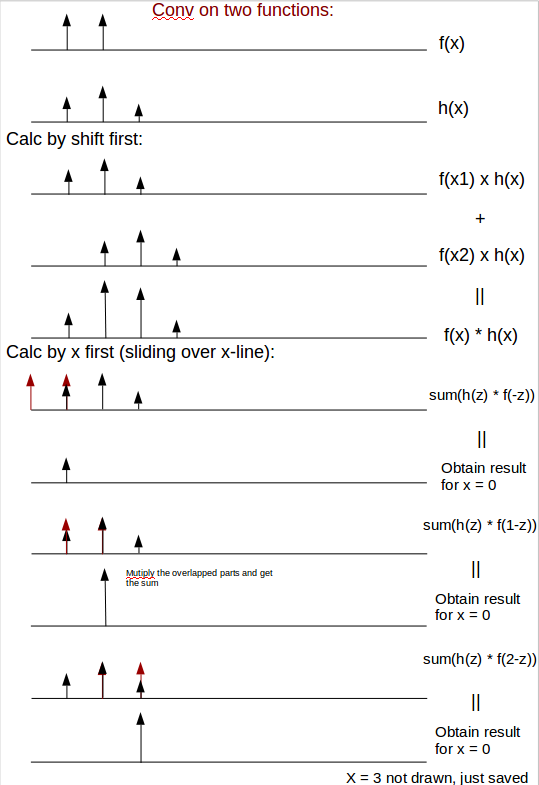 Conv on two functions:
f(x)
h(x)
Calc by shift first:
f(x1) x h(x)
+
f(x2) x h(x)
||
f(x) * h(x)
Calc by x first (sliding over x-line):
sum(h(z) * f(-z))
||
Obtain result
for x = 0
sum(h(z) * f(1-z))
||
Mutiply the overlapped parts and get
the sum
Obtain result
for x = 0
sum(h(z) * f(2-z))
||
Obtain result
for x = 0
X = 3 not drawn, just saved